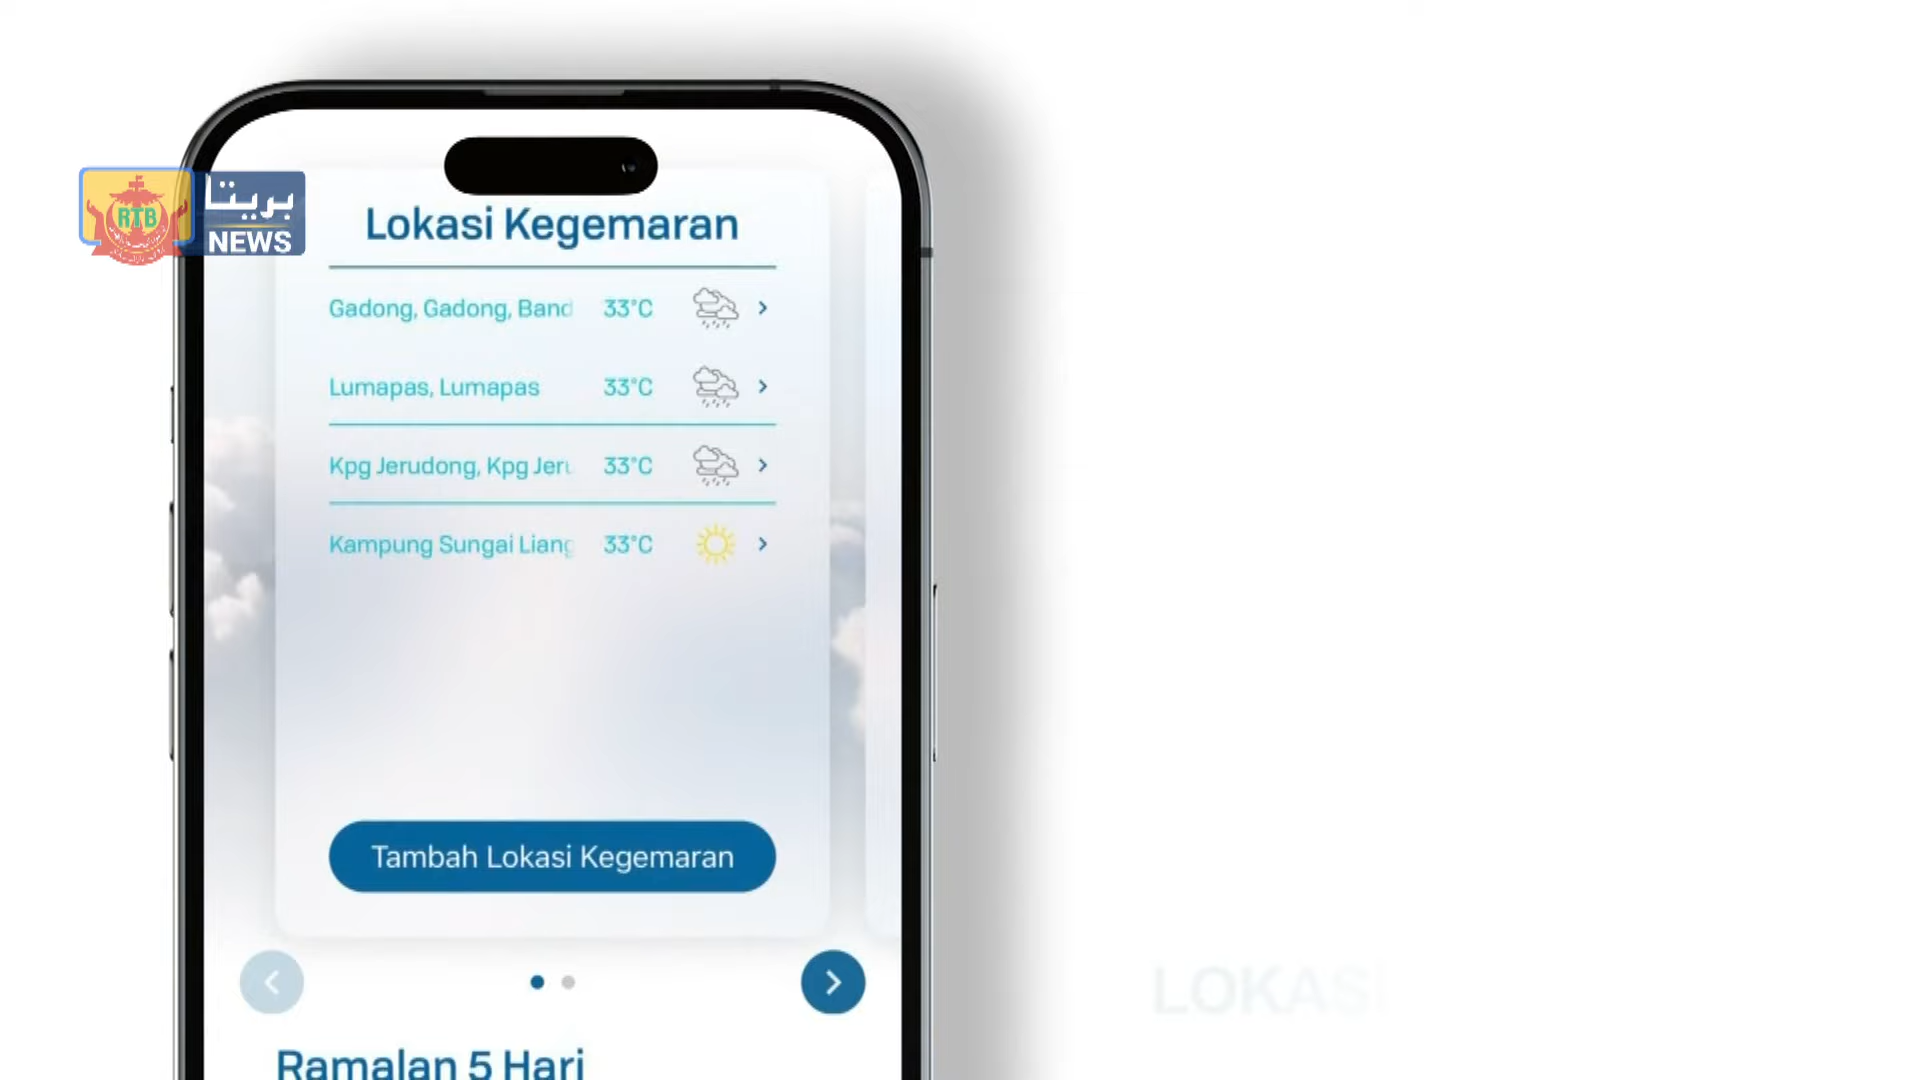 RTB
بريتا
NEWS
Lokasi Kegemaran
Gadong, Gadong, Band 33°C
Lumapas, Lumapas 33°C
Kpg Jerudong, Kpg Jeru 33°C
Kampung Sungai Liang 33°C
Tambah Lokasi Kegemaran
Ramalan 5 Hari
LOKASI